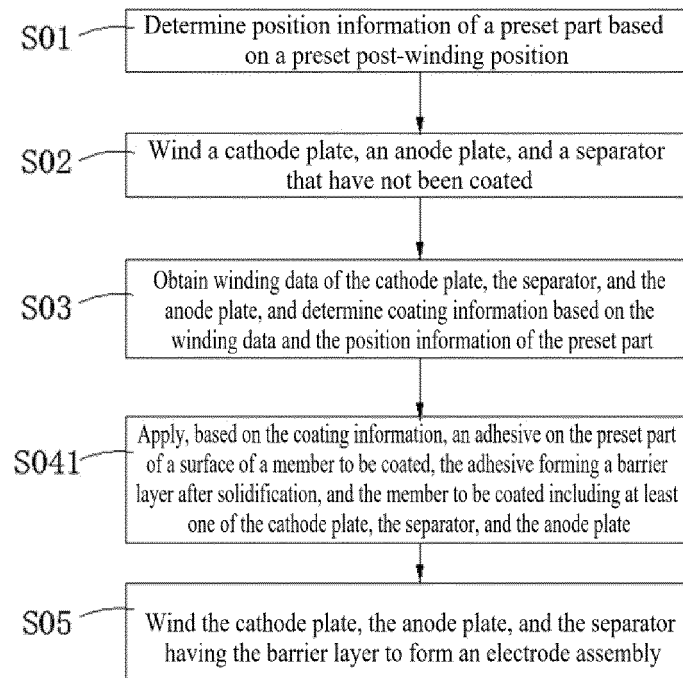 S01
Determine position information of a preset part based
on a preset post-winding position
S02
Wind a cathode plate, an anode plate, and a separator
that have not been coated
S03
Obtain winding data of the cathode plate, the separator, and the
anode plate, and determine coating information based on the
winding data and the position information of the preset part
S041
Apply, based on the coating information, an adhesive on the preset part
of a surface of a member to be coated, the adhesive forming a barrier
layer after solidification, and the member to be coated including at least
one of the cathode plate, the separator, and the anode plate
S05
Wind the cathode plate, the anode plate, and the separator
having the barrier layer to form an electrode assembly